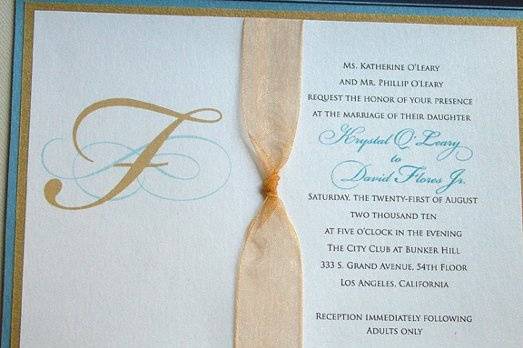 F
Ms. Katherine O'Leary
and Mr. Phillip O'Leary
request the honor of your presence
at the marriage of their daughter
Krystal O'Leary
to
David Flores Jr.
Saturday, the twenty-first of August
two thousand ten
at five o'clock in the evening
The City Club at Bunker Hill
333 S. Grand Avenue, 54th Floor
Los Angeles, California
Reception immediately following
Adults only